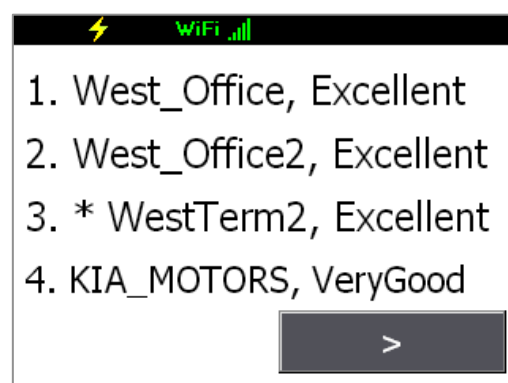 WiFi
1. West_Office, Excellent
2. West_Office2, Excellent
3. * WestTerm2, Excellent
4. KIA_MOTORS, VeryGood
>